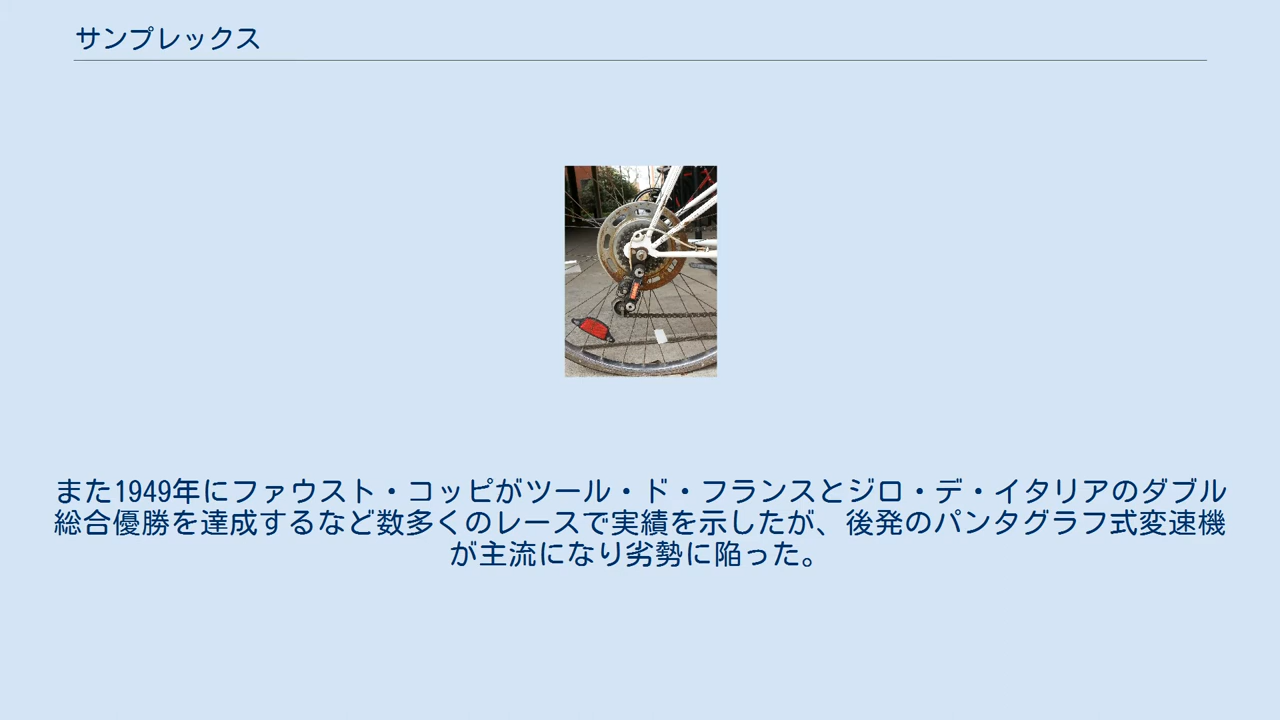 サンプレックス
また1949年にファウスト・コッピがツール・ド・フランスとジロ・デ・イタリアのダブル
総合優勝を達成するなど数多くのレースで実績を示したが、後発のパンタグラフ式変速機
が主流になり劣勢に陥った。